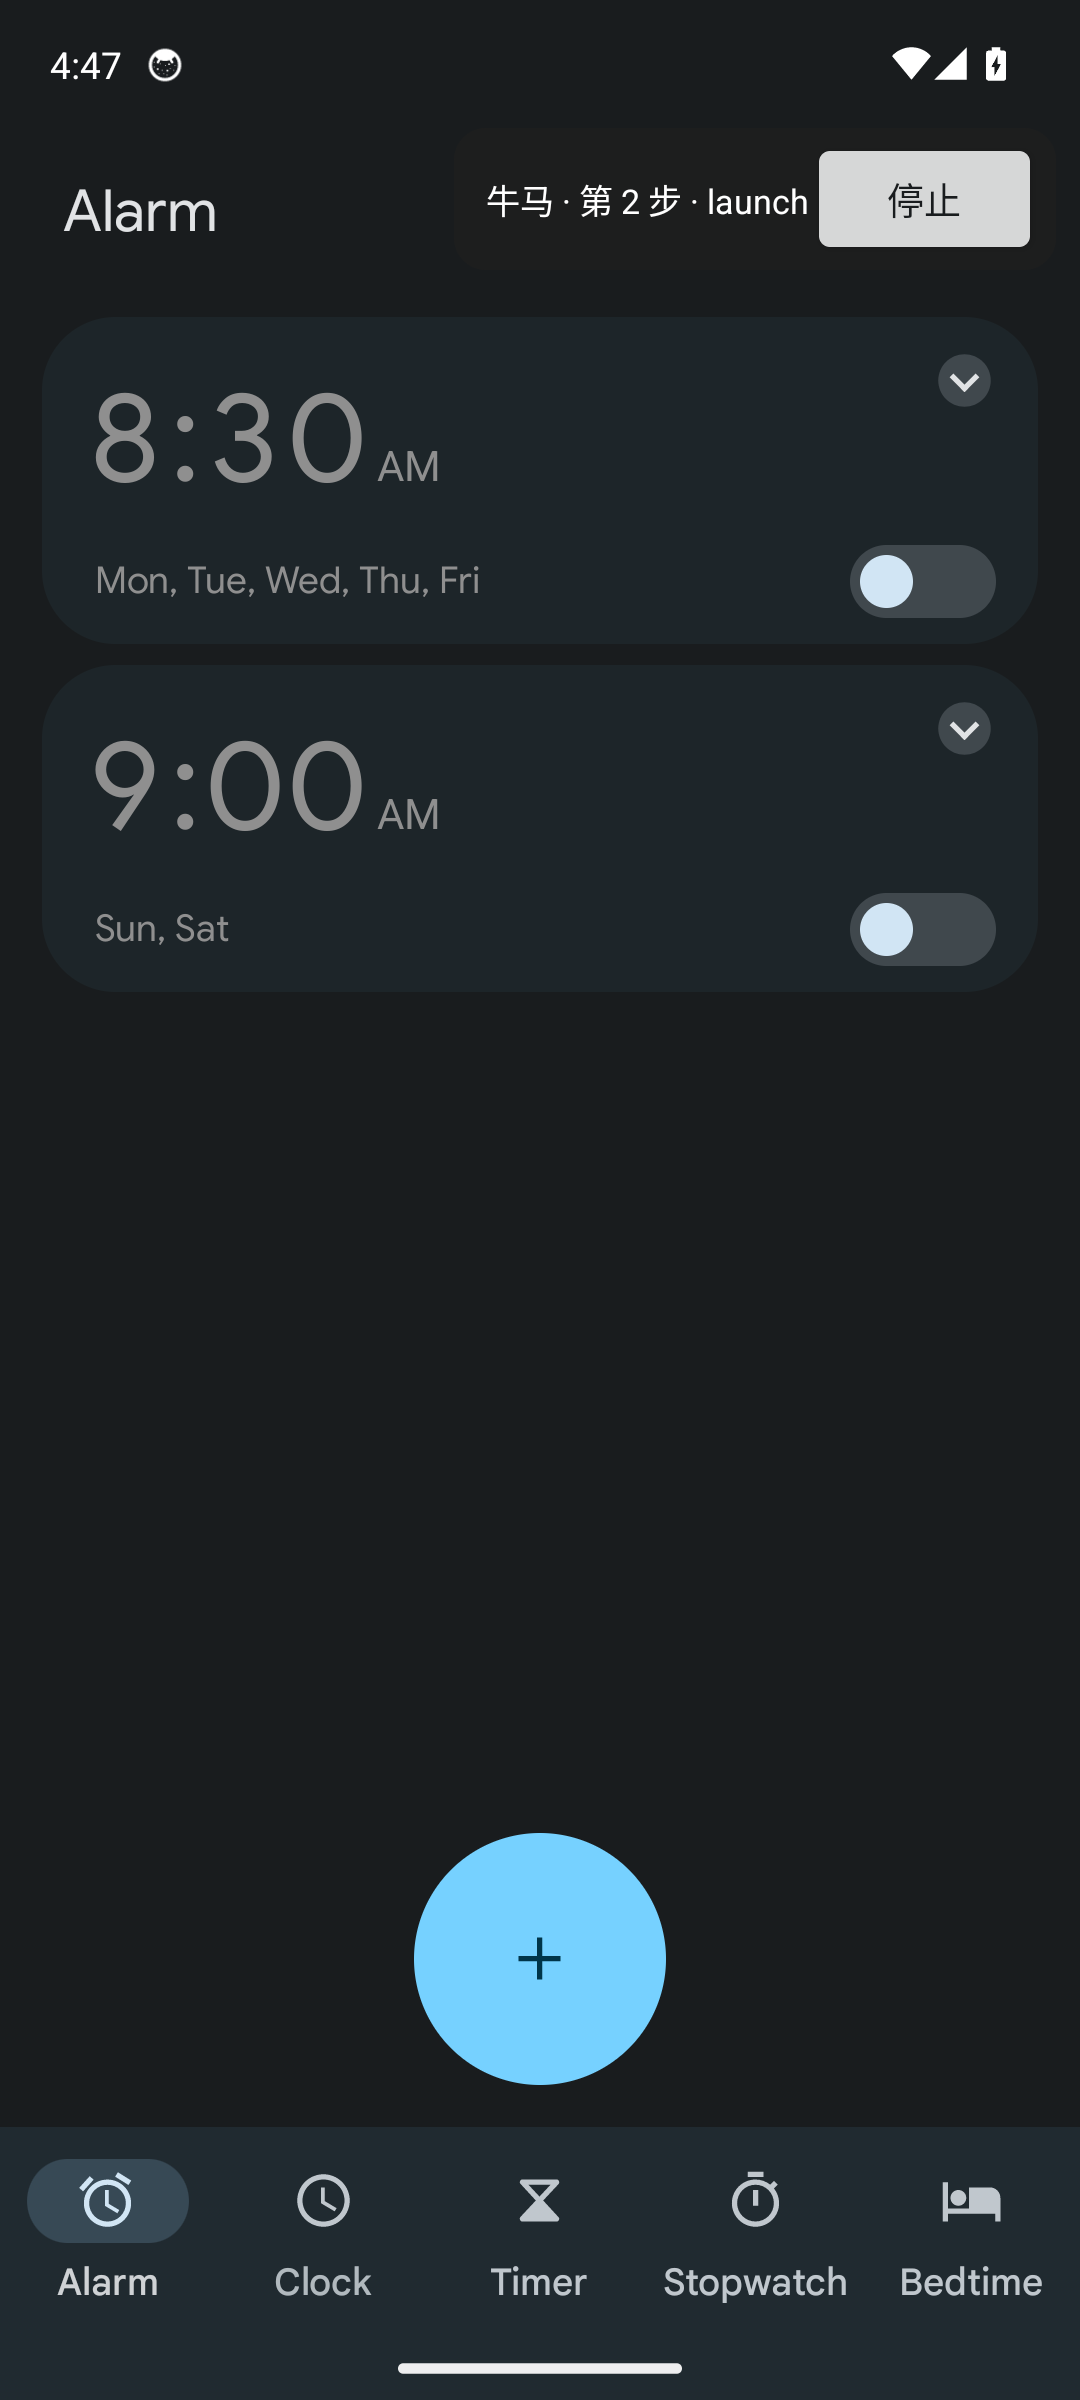 4:47
Alarm
牛马 · 第 2 步 · launch
停止
8:30 AM
Mon, Tue, Wed, Thu, Fri
9:00 AM
Sun, Sat
Alarm
Clock
Timer
Stopwatch
Bedtime